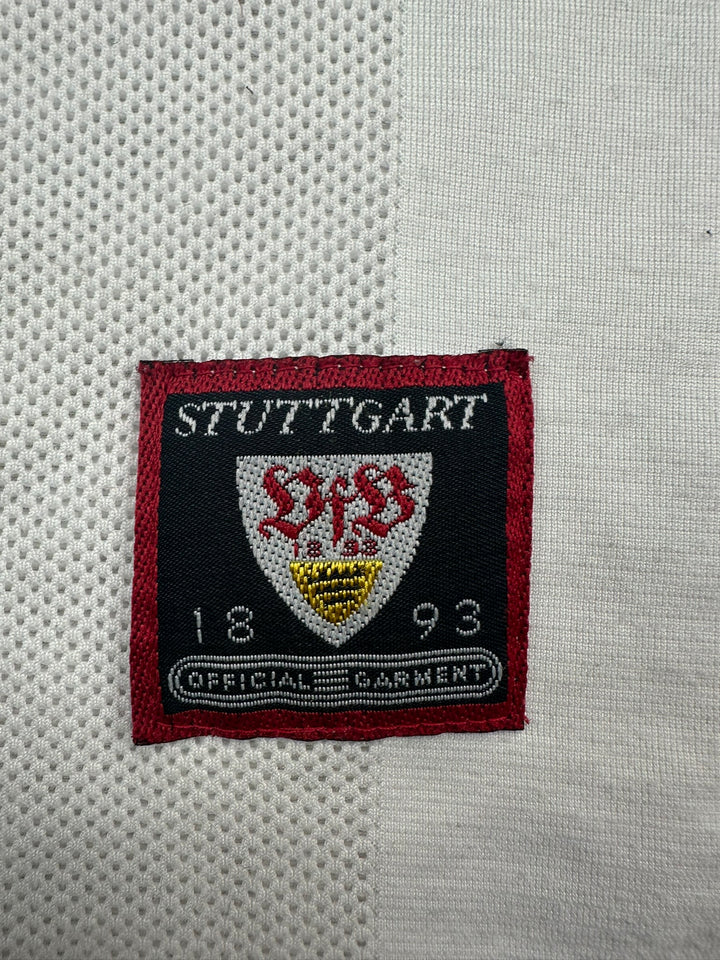 STUTTGART
VfB
1893
18 93
OFFICIAL GARMENT